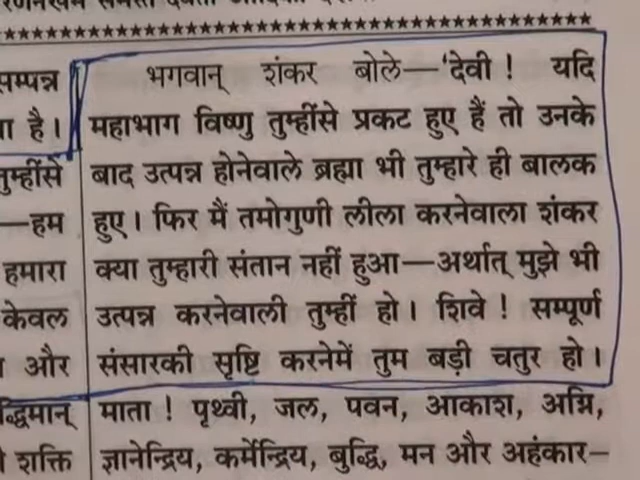 ★★★★★★★★★★★★★★★★★★★★★★★★★★★★★★★★★★★★★★★★★★★★★
सम्पन्न
ा है।
तुम्हींसे
—हम
हमारा
केवल
और
द्धिमान्
शक्ति
भगवान् शंकर बोले—'देवी ! यदि
महाभाग विष्णु तुम्हींसे प्रकट हुए हैं तो उनके
बाद उत्पन्न होनेवाले ब्रह्मा भी तुम्हारे ही बालक
हुए। फिर मैं तमोगुणी लीला करनेवाला शंकर
क्या तुम्हारी संतान नहीं हुआ—अर्थात् मुझे भी
उत्पन्न करनेवाली तुम्हीं हो। शिवे ! सम्पूर्ण
संसारकी सृष्टि करनेमें तुम बड़ी चतुर हो।
माता ! पृथ्वी, जल, पवन, आकाश, अग्नि,
ज्ञानेन्द्रिय, कर्मेन्द्रिय, बुद्धि, मन और अहंकार—